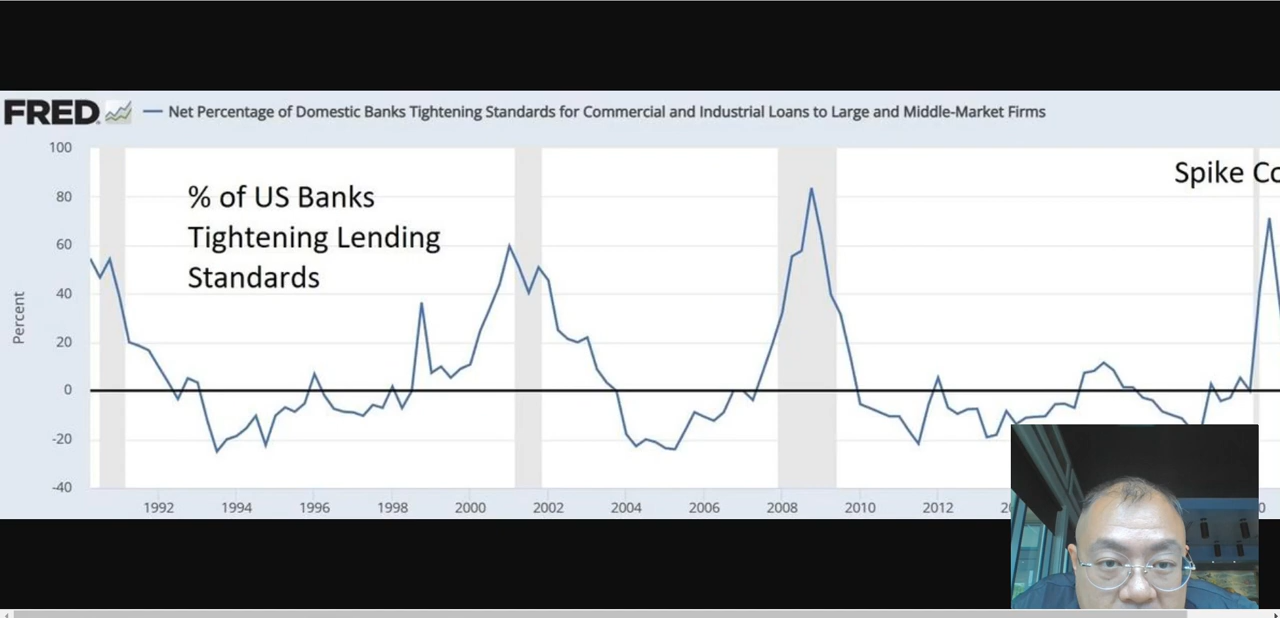 FRED
Net Percentage of Domestic Banks Tightening Standards for Commercial and Industrial Loans to Large and Middle-Market Firms
100
Spike
% of US Banks
80
Tightening Lending
60
Standards
40
Percent
20
0
-20
-40
1992
1994
1996
1998
2000
2002
2004
2006
2008
2010
2012